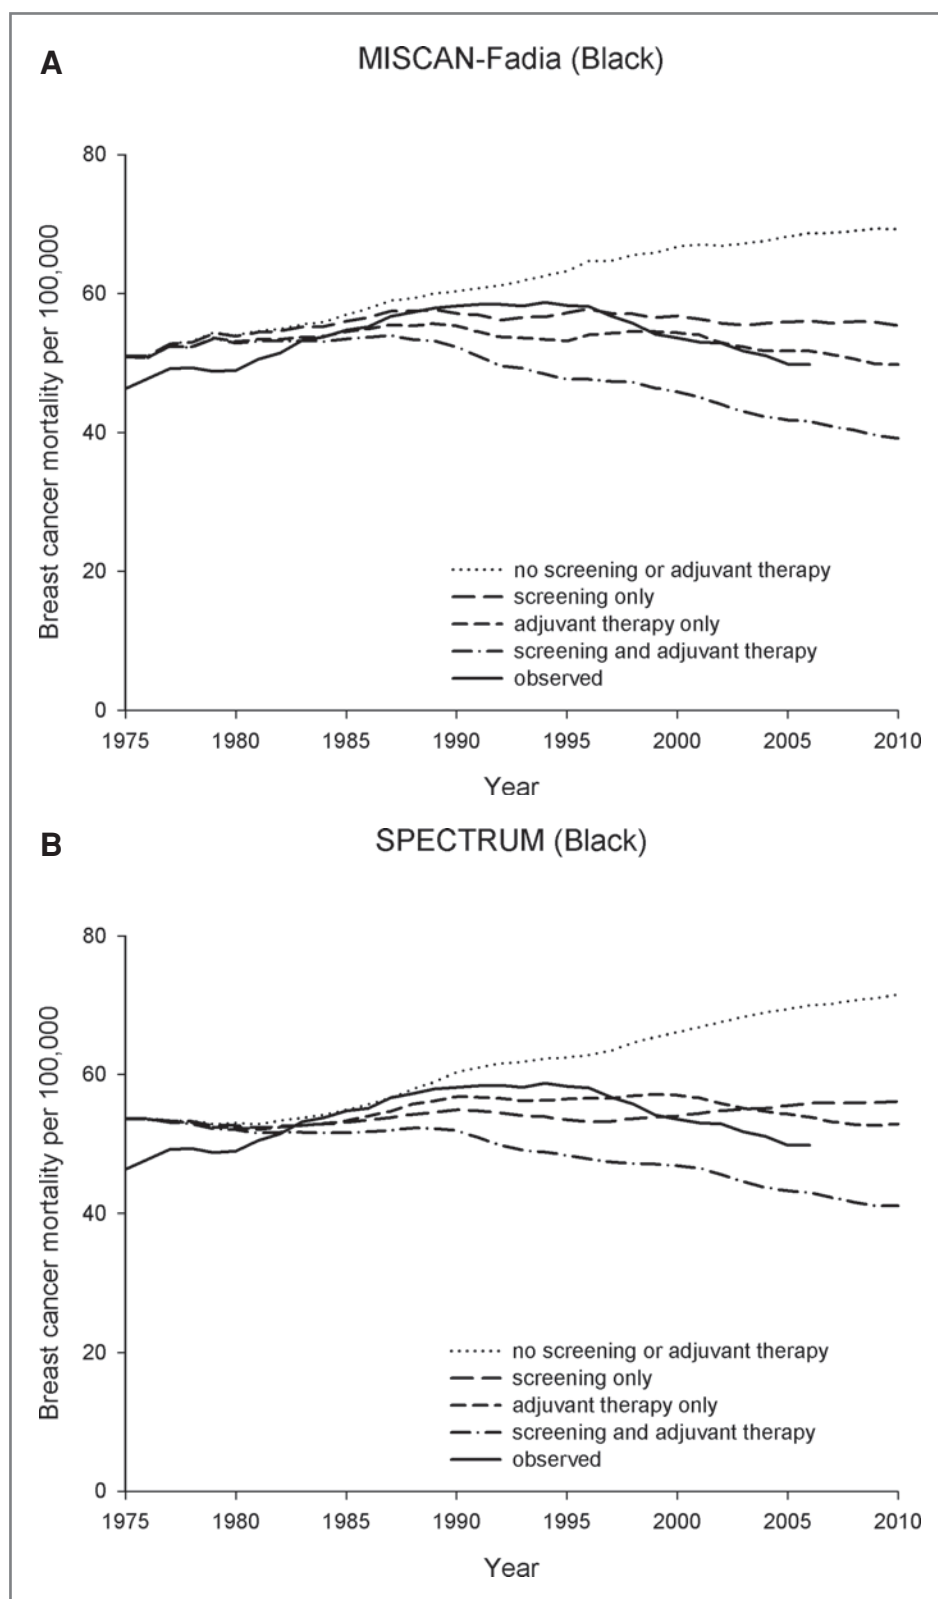 A
MISCAN-Fadia (Black)
Breast cancer mortality per 100,000
80
60
40
20
0
no screening or adjuvant therapy
screening only
adjuvant therapy only
screening and adjuvant therapy
observed
1975 1980 1985 1990 1995 2000 2005 2010
Year
B
SPECTRUM (Black)
Breast cancer mortality per 100,000
80
60
40
20
0
no screening or adjuvant therapy
screening only
adjuvant therapy only
screening and adjuvant therapy
observed
1975 1980 1985 1990 1995 2000 2005 2010
Year